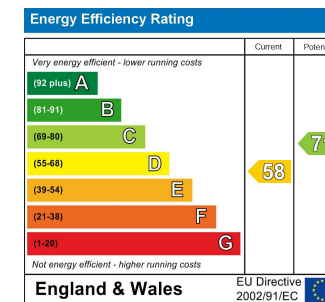 Energy Efficiency Rating
Current
Very energy efficient - lower running costs
(92 plus) A
(81-91) B
(69-80) C
(55-68) D
58
(39-54) E
(21-38) F
(1-20) G
Not energy efficient - higher running costs
England & Wales
EU Directive
2002/91/EC